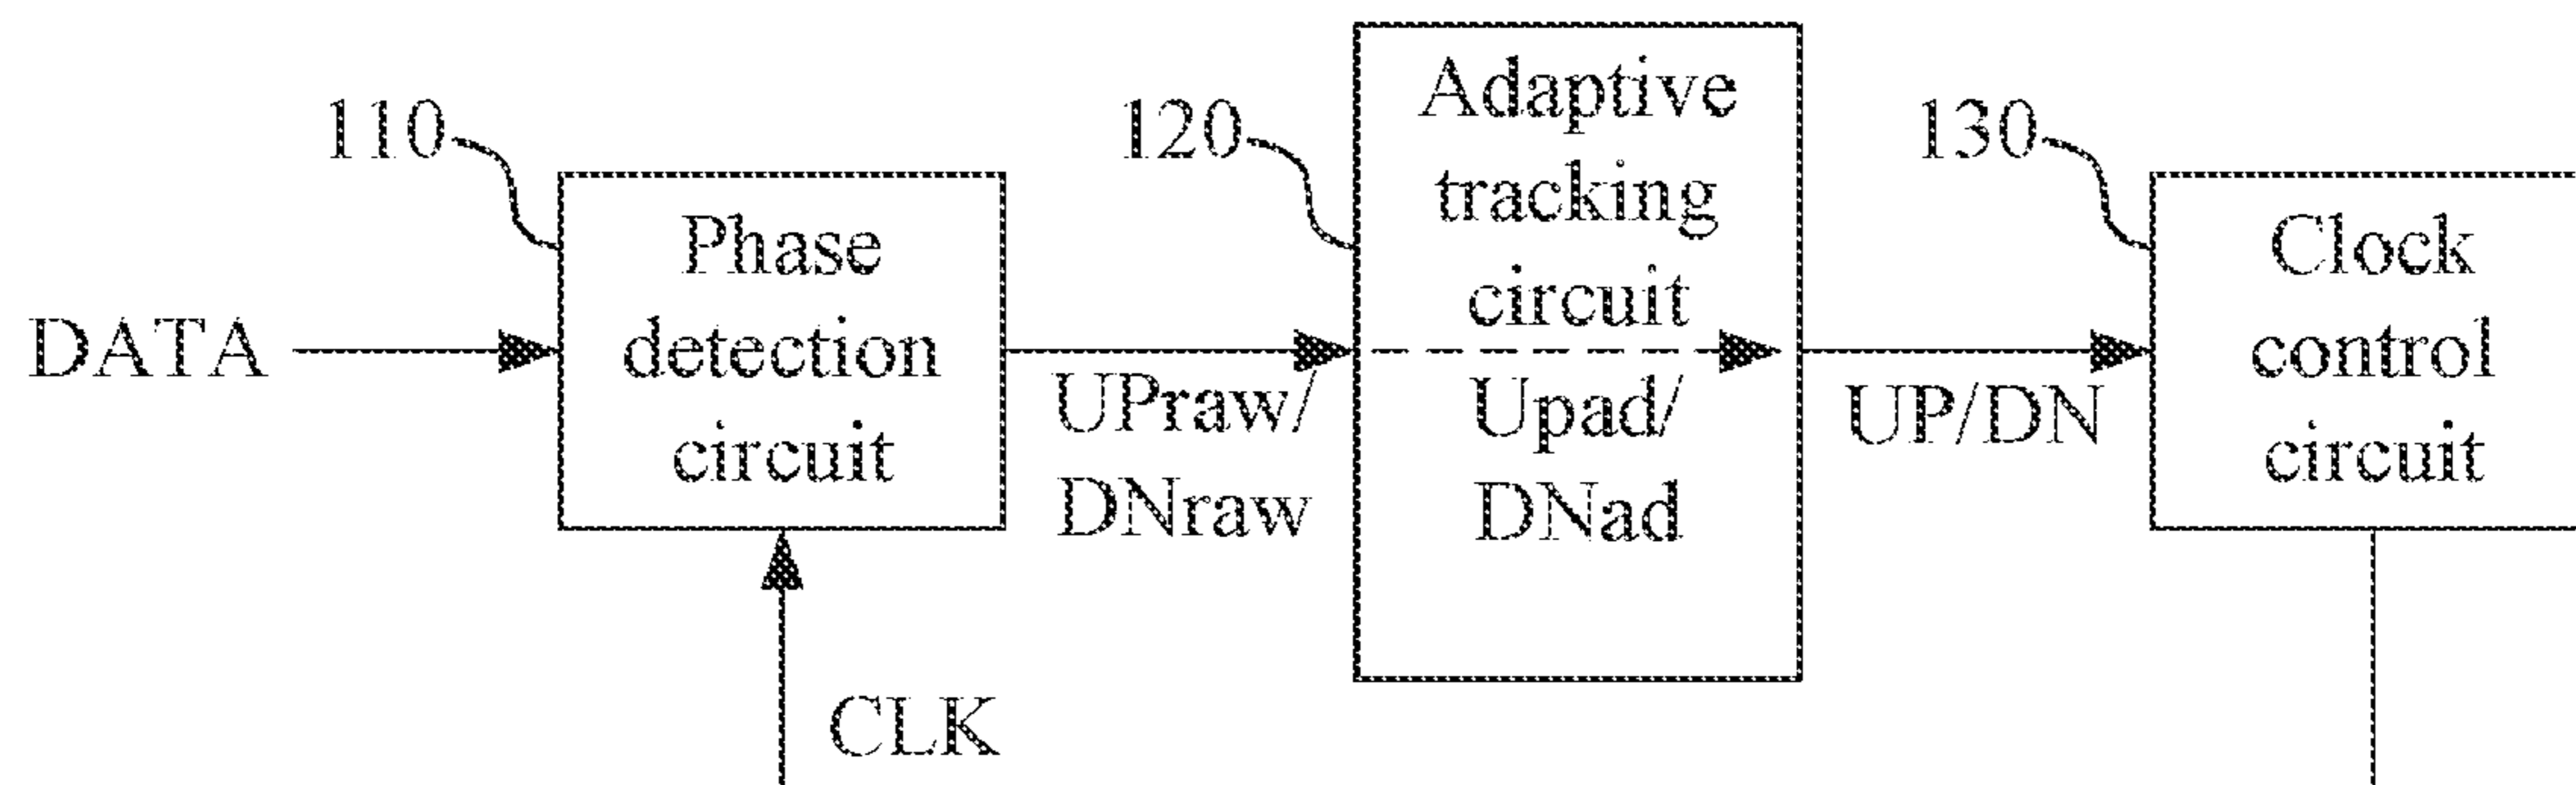 110
Phase
detection
circuit
DATA
CLK
UPraw/
DNraw
120
Adaptive
tracking
circuit
Upad/
DNad
UP/DN
130
Clock
control
circuit